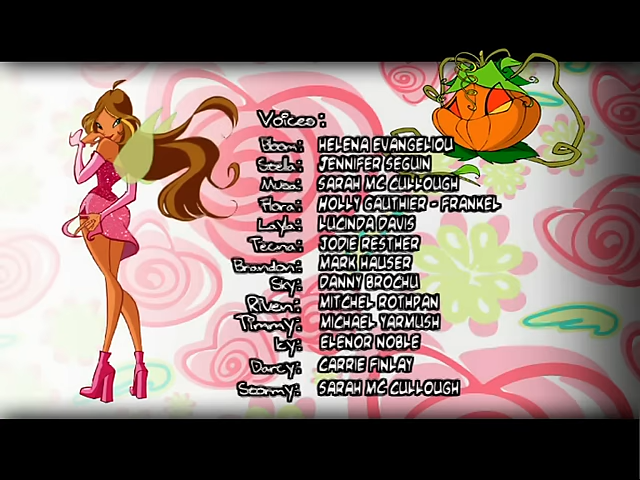 Voices:
Bloom: HELENA EVANGELIOU
Stella: JENNIFER SEGUIN
Musa: SARAH MC CULLOUGH
Flora: HOLLY GAUTHIER - FRANKEL
Layla: LUCINDA DAVIS
Tecna: JODIE RESTHER
Brandon: MARK HAUSER
Sky: DANNY BROCHU
Riven: MITCHEL ROTHPAN
Timmy: MICHAEL YARMUSH
Icy: ELENOR NOBLE
Darcy: CARRIE FINLAY
Stormy: SARAH MC CULLOUGH